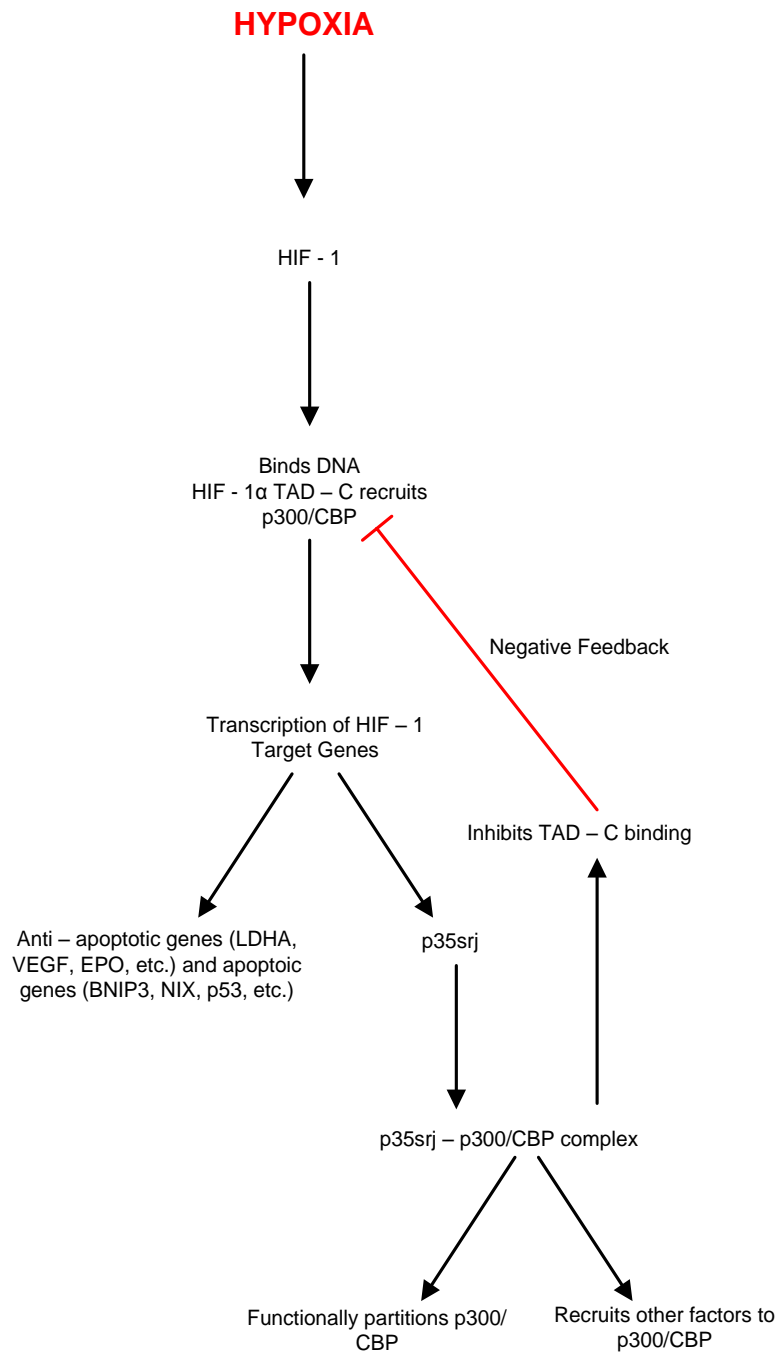 HYPOXIA
HIF - 1
Binds DNA
HIF - 1α TAD – C recruits
p300/CBP
Negative Feedback
Transcription of HIF – 1
Target Genes
Inhibits TAD – C binding
Anti – apoptotic genes (LDHA,
VEGF, EPO, etc.) and apoptoic
genes (BNIP3, NIX, p53, etc.)
p35srj
p35srj – p300/CBP complex
Functionally partitions p300/
CBP
Recruits other factors to
p300/CBP